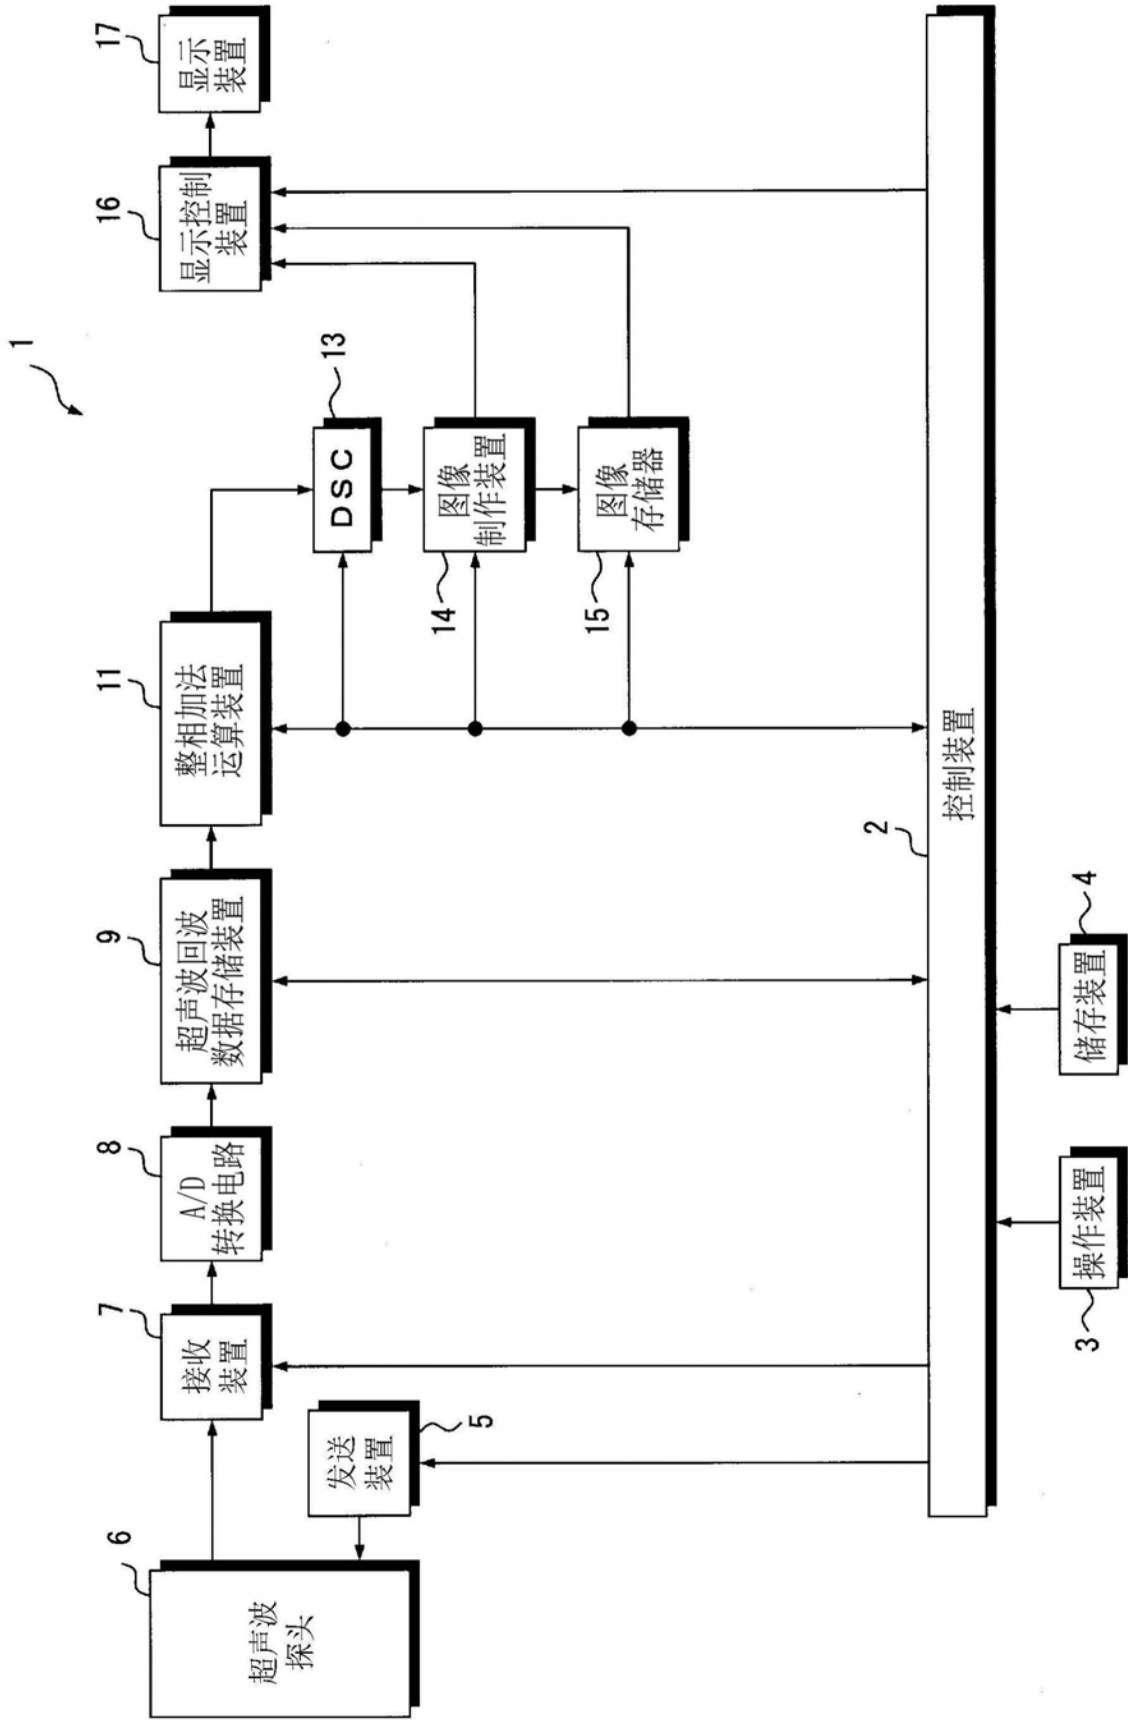 1
6
超声波
探头
5
发送
装置
7
接收
装置
8
A/D
转换电路
9
超声波回波
数据存储装置
11
整相加法
运算装置
13
DSC
14
图像
制作装置
15
图像
存储器
16
显示控制
装置
17
显示
装置
2
控制装置
3
操作装置
4
储存装置